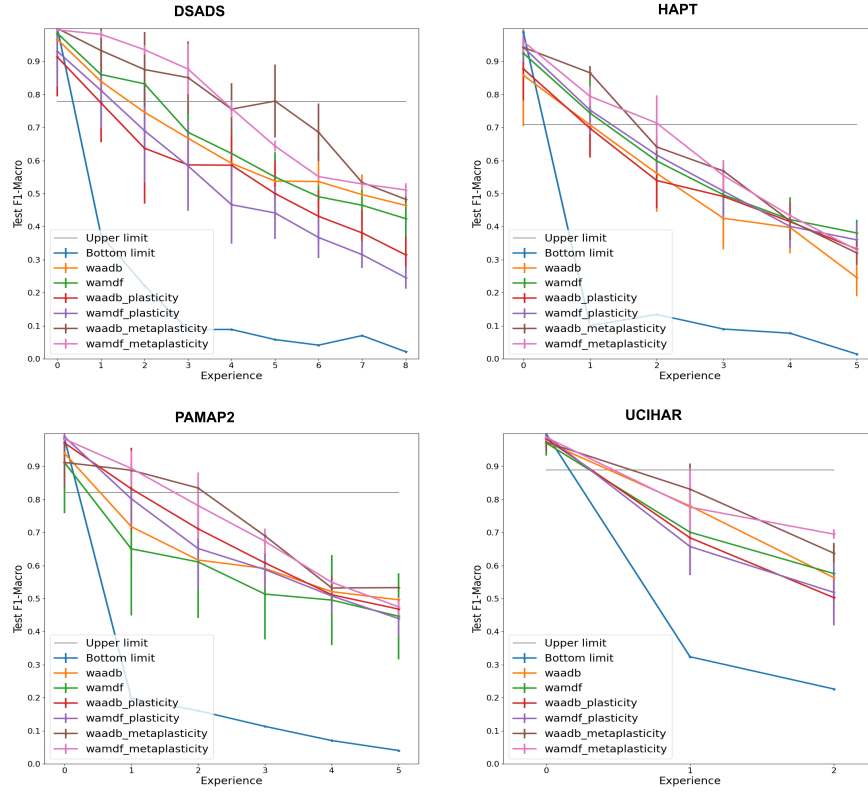 DSADS
Test F1-Macro
0.9
0.8
0.7
0.6
0.5
0.4
0.3
0.2
0.1
0.0
Upper limit
Bottom limit
waadb
wamdf
waadb_plasticity
wamdf_plasticity
waadb_metaplasticity
wamdf_metaplasticity
0 1 2 3 4 5 6 7 8
Experience
HAPT
Test F1-Macro
0.9
0.8
0.7
0.6
0.5
0.4
0.3
0.2
0.1
0.0
Upper limit
Bottom limit
waadb
wamdf
waadb_plasticity
wamdf_plasticity
waadb_metaplasticity
wamdf_metaplasticity
0 1 2 3 4 5
Experience
PAMAP2
Test F1-Macro
0.9
0.8
0.7
0.6
0.5
0.4
0.3
0.2
0.1
0.0
Upper limit
Bottom limit
waadb
wamdf
waadb_plasticity
wamdf_plasticity
waadb_metaplasticity
wamdf_metaplasticity
0 1 2 3 4 5
Experience
UCIHAR
Test F1-Macro
0.9
0.8
0.7
0.6
0.5
0.4
0.3
0.2
0.1
0.0
Upper limit
Bottom limit
waadb
wamdf
waadb_plasticity
wamdf_plasticity
waadb_metaplasticity
wamdf_metaplasticity
0 1 2
Experience